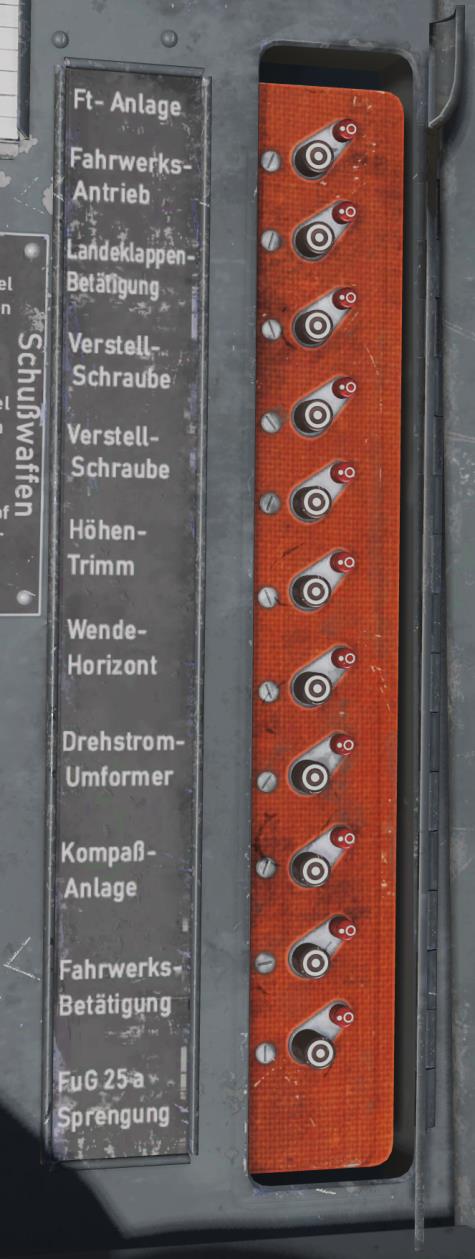 Ft-Anlage
Fahrwerks-
Antrieb
Landeklappen-
Betätigung
Verstell-
Schraube
Verstell-
Schraube
Höhen-
Trimm
Wende-
Horizont
Drehstrom-
Umformer
Kompaß-
Anlage
Fahrwerks-
Betätigung
FuG 25a
Sprengung
Schußwaffen